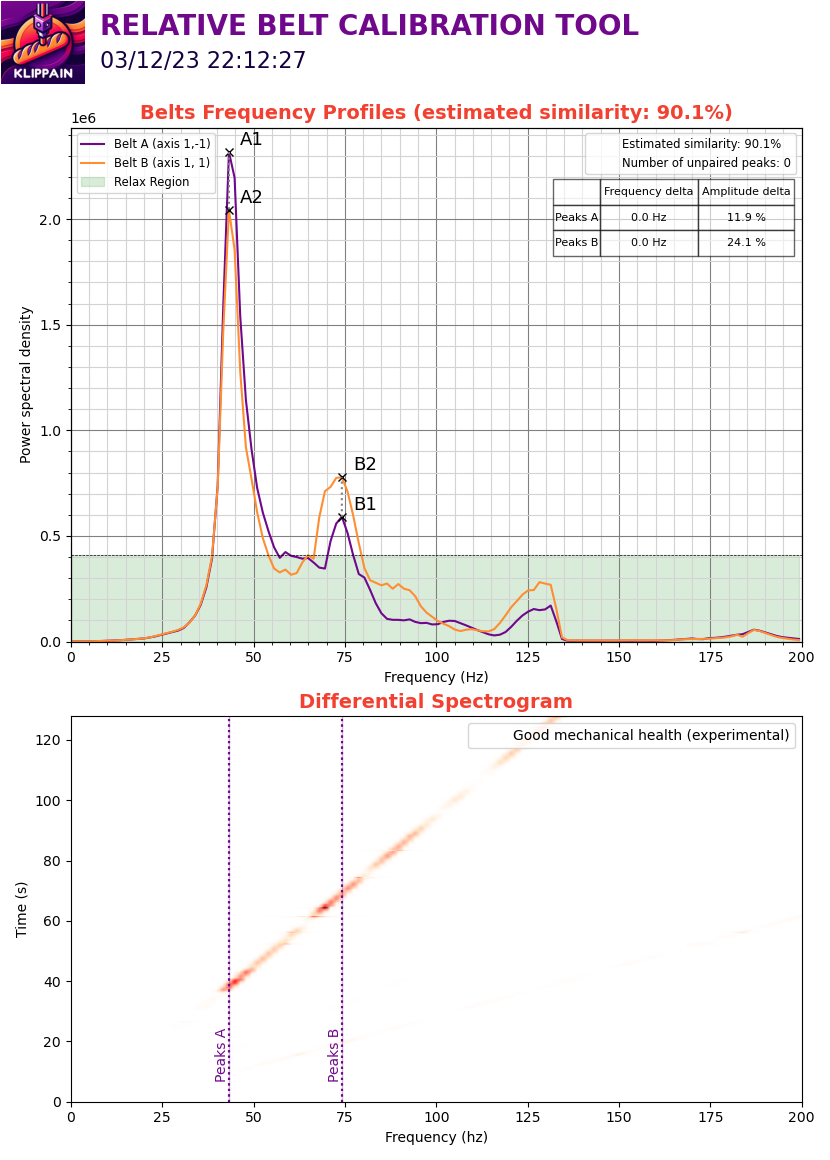 KLIPPAIN
RELATIVE BELT CALIBRATION TOOL
03/12/23 22:12:27
Belts Frequency Profiles (estimated similarity: 90.1%)
1e6
Belt A (axis 1,-1)
Belt B (axis 1, 1)
Relax Region
A1
A2
B2
B1
Estimated similarity: 90.1%
Number of unpaired peaks: 0
Frequency delta Amplitude delta
Peaks A 0.0 Hz 11.9 %
Peaks B 0.0 Hz 24.1 %
2.0
1.5
1.0
0.5
0.0
Power spectral density
0 25 50 75 100 125 150 175 200
Frequency (Hz)
Differential Spectrogram
Good mechanical health (experimental)
120
100
80
60
40
20
0
Time (s)
Peaks A
Peaks B
0 25 50 75 100 125 150 175 200
Frequency (hz)